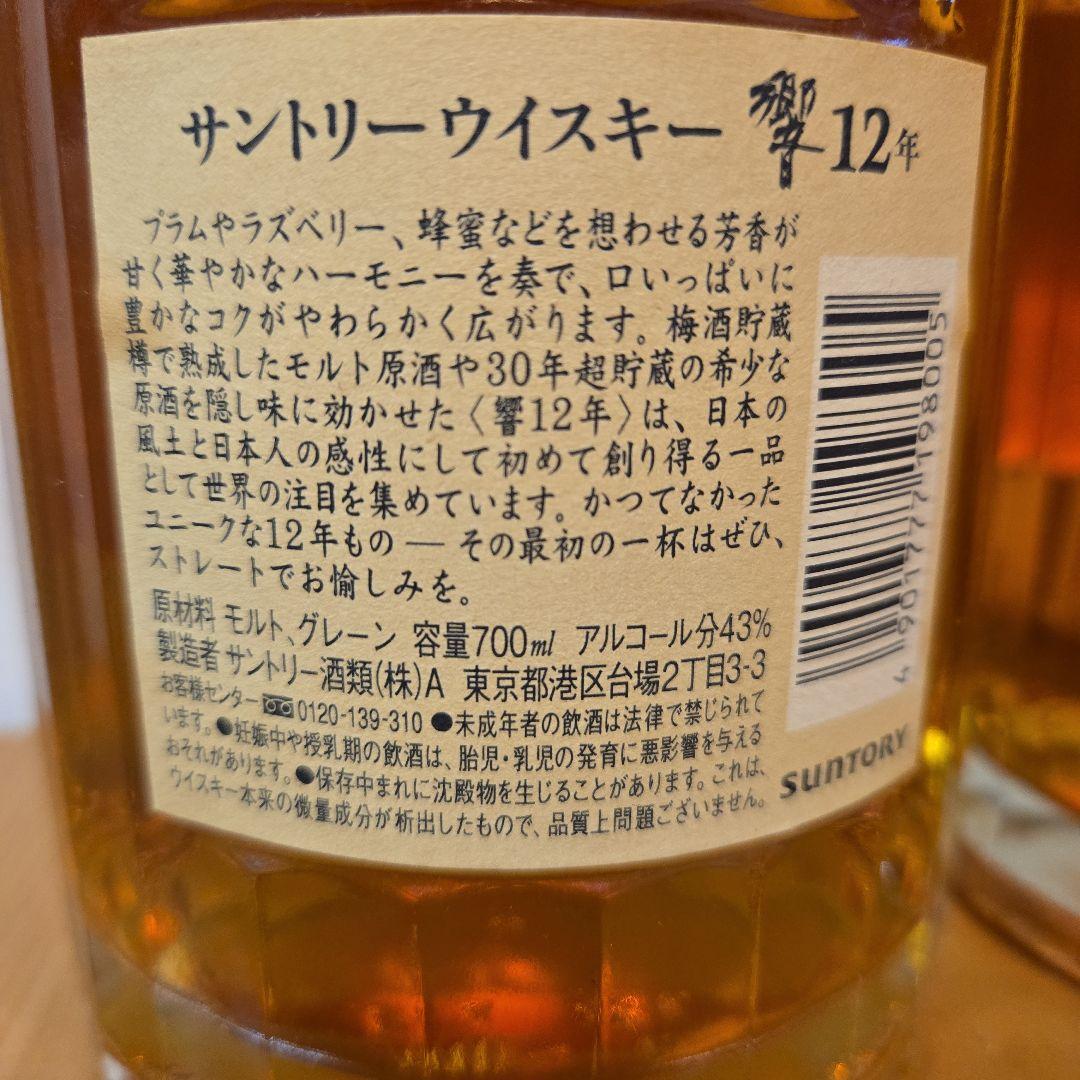 サントリーウイスキー 響 12年
プラムやラズベリー、蜂蜜などを想わせる芳香が
甘く華やかなハーモニーを奏で、口いっぱいに
豊かなコクがやわらかく広がります。梅酒貯蔵
樽で熟成したモルト原酒や30年超貯蔵の希少な
原酒を隠し味に効かせた〈響12年〉は、日本の
風土と日本人の感性にして初めて創り得る一品
として世界の注目を集めています。かつてなかった
ユニークな12年もの — その最初の一杯はぜひ、
ストレートでお愉しみを。
原材料 モルト、グレーン 容量700ml アルコール分43%
製造者 サントリー酒類(株)A 東京都港区台場2丁目3-3
お客様センター 0120-139-310 ●未成年者の飲酒は法律で禁じられて
います。●妊娠中や授乳期の飲酒は、胎児・乳児の発育に悪影響を与える
おそれがあります。●保存中まれに沈殿物を生じることがあります。これは、
ウイスキー本来の微量成分が析出したもので、品質上問題ございません。
4 901777 198005
SUNTORY